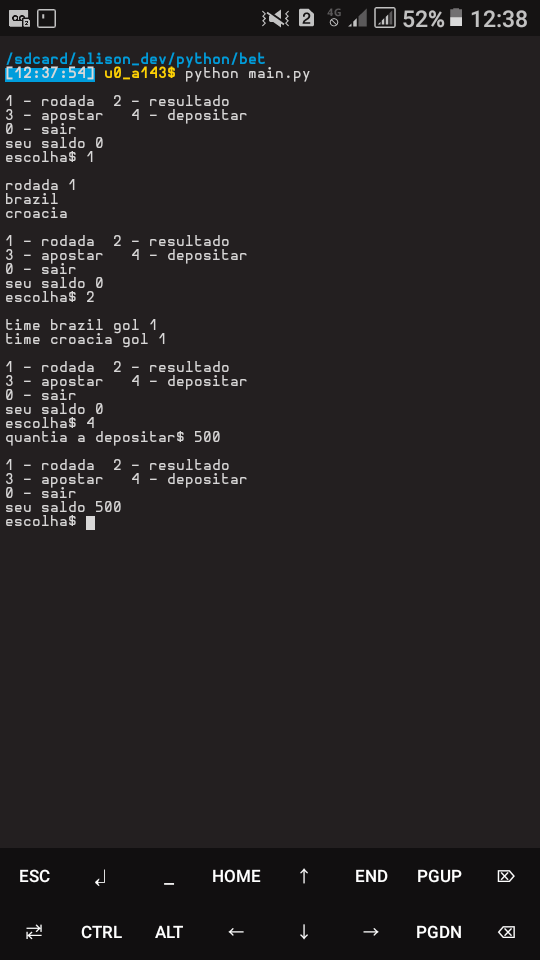 2 4G 52% 12:38
/sdcard/alison_dev/python/bet
[12:37:54] u0_a143$ python main.py
1 - rodada  2 - resultado
3 - apostar   4 - depositar
0 - sair
seu saldo 0
escolha$ 1
rodada 1
brazil
croacia
1 - rodada  2 - resultado
3 - apostar   4 - depositar
0 - sair
seu saldo 0
escolha$ 2
time brazil gol 1
time croacia gol 1
1 - rodada  2 - resultado
3 - apostar   4 - depositar
0 - sair
seu saldo 0
escolha$ 4
quantia a depositar$ 500
1 - rodada  2 - resultado
3 - apostar   4 - depositar
0 - sair
seu saldo 500
escolha$
ESC ↲ _ HOME ↑ END PGUP ⌦
⇄ CTRL ALT ← ↓ → PGDN ⌫